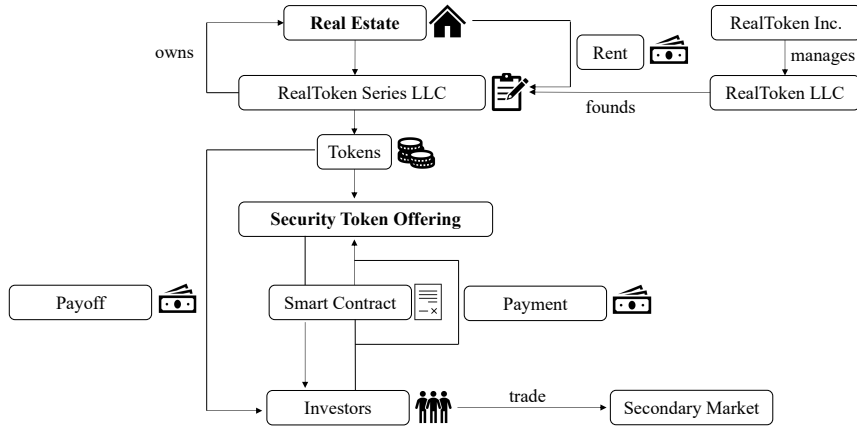 Real Estate
RealToken Inc.
owns
Rent
manages
RealToken Series LLC
RealToken LLC
founds
Tokens
Security Token Offering
Payoff
Smart Contract
Payment
Investors
trade
Secondary Market